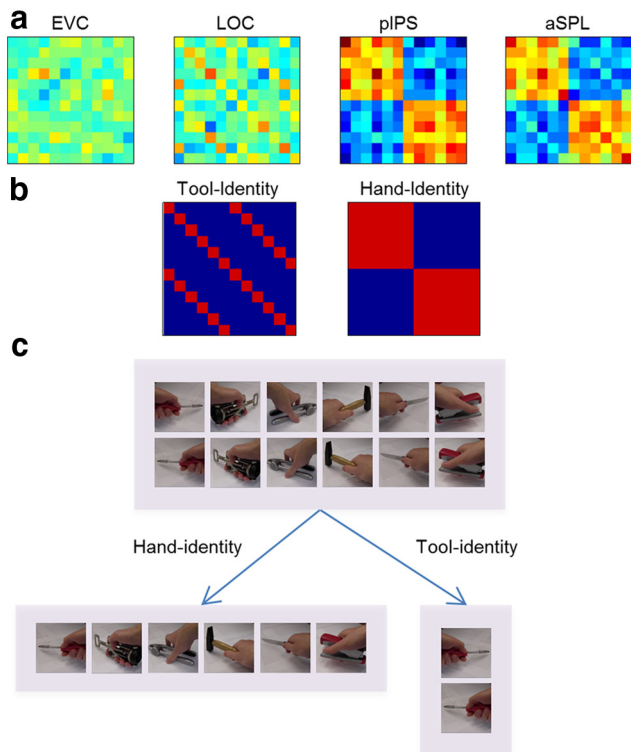 a
EVC LOC pIPS aSPL
b
Tool-Identity Hand-Identity
c
Hand-identity Tool-identity